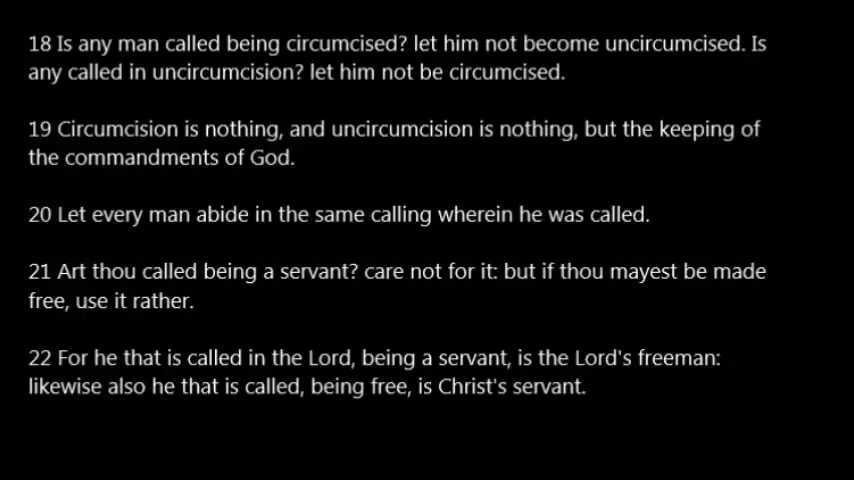 18 Is any man called being circumcised? let him not become uncircumcised. Is
any called in uncircumcision? let him not be circumcised.
19 Circumcision is nothing, and uncircumcision is nothing, but the keeping of
the commandments of God.
20 Let every man abide in the same calling wherein he was called.
21 Art thou called being a servant? care not for it: but if thou mayest be made
free, use it rather.
22 For he that is called in the Lord, being a servant, is the Lord's freeman:
likewise also he that is called, being free, is Christ's servant.